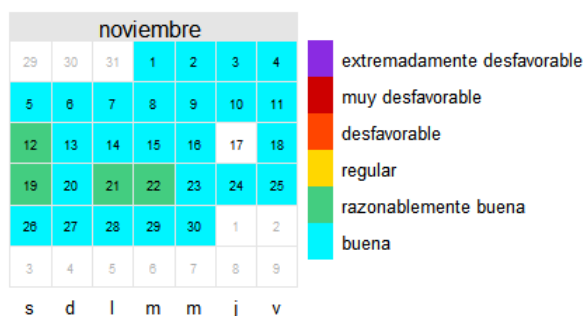 noviembre
29 30 31 1 2 3 4
5 6 7 8 9 10 11
12 13 14 15 16 17 18
19 20 21 22 23 24 25
26 27 28 29 30 1 2
3 4 5 6 7 8 9
s d l m m j v
extremadamente desfavorable
muy desfavorable
desfavorable
regular
razonablemente buena
buena